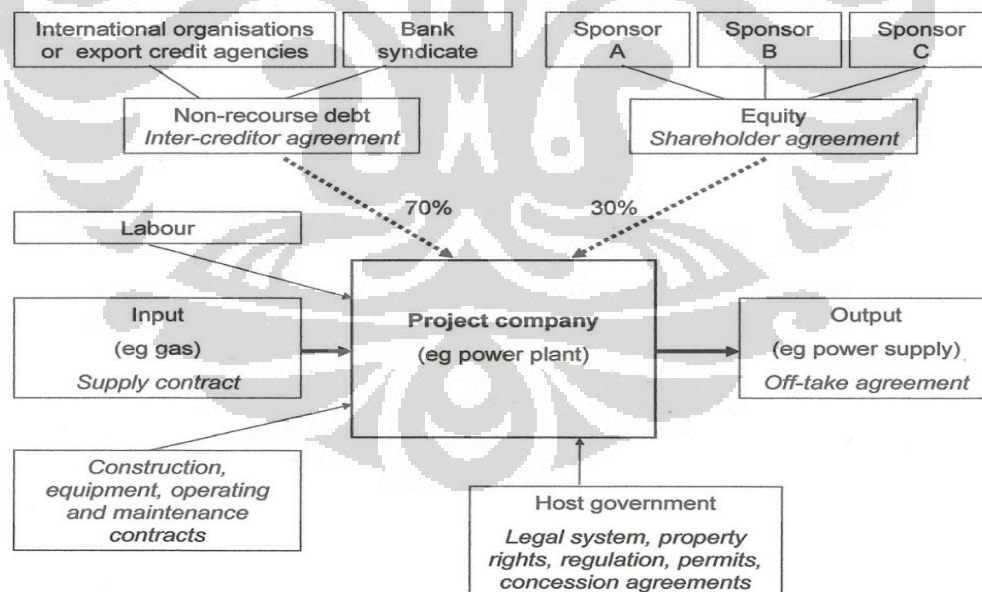 International organisations
or export credit agencies
Bank
syndicate
Sponsor
A
Sponsor
B
Sponsor
C
Non-recourse debt
Inter-creditor agreement
Equity
Shareholder agreement
70%
30%
Labour
Input
(eg gas)
Supply contract
Project company
(eg power plant)
Output
(eg power supply)
Off-take agreement
Construction,
equipment, operating
and maintenance
contracts
Host government
Legal system, property
rights, regulation, permits,
concession agreements